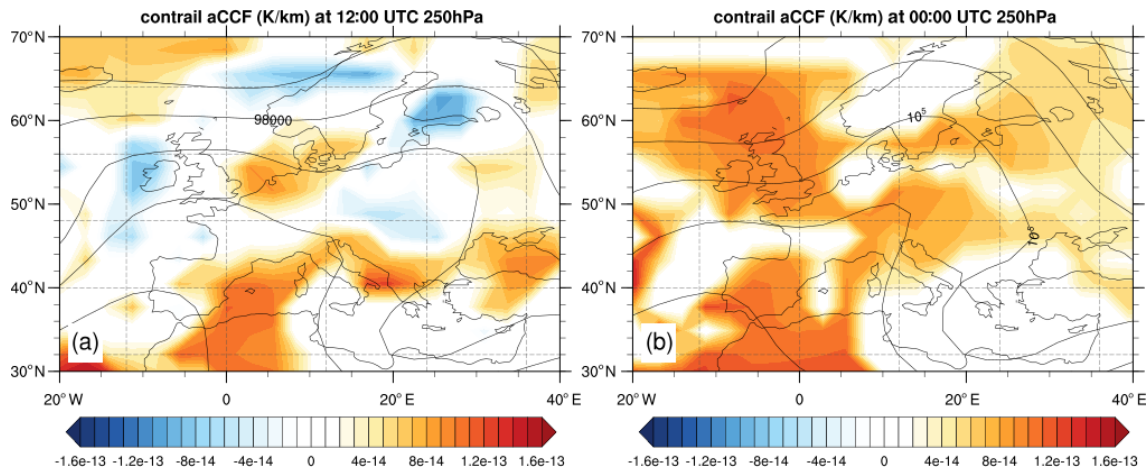 contrail aCCF (K/km) at 12:00 UTC 250hPa
70°N
60°N
50°N
40°N
30°N
98000
(a)
20°W 0 20°E 40°E
-1.6e-13 -1.2e-13 -8e-14 -4e-14 0 4e-14 8e-14 1.2e-13 1.6e-13
contrail aCCF (K/km) at 00:00 UTC 250hPa
70°N
60°N
50°N
40°N
30°N
10⁵
10⁵
(b)
20°W 0 20°E 40°E
-1.6e-13 -1.2e-13 -8e-14 -4e-14 0 4e-14 8e-14 1.2e-13 1.6e-13